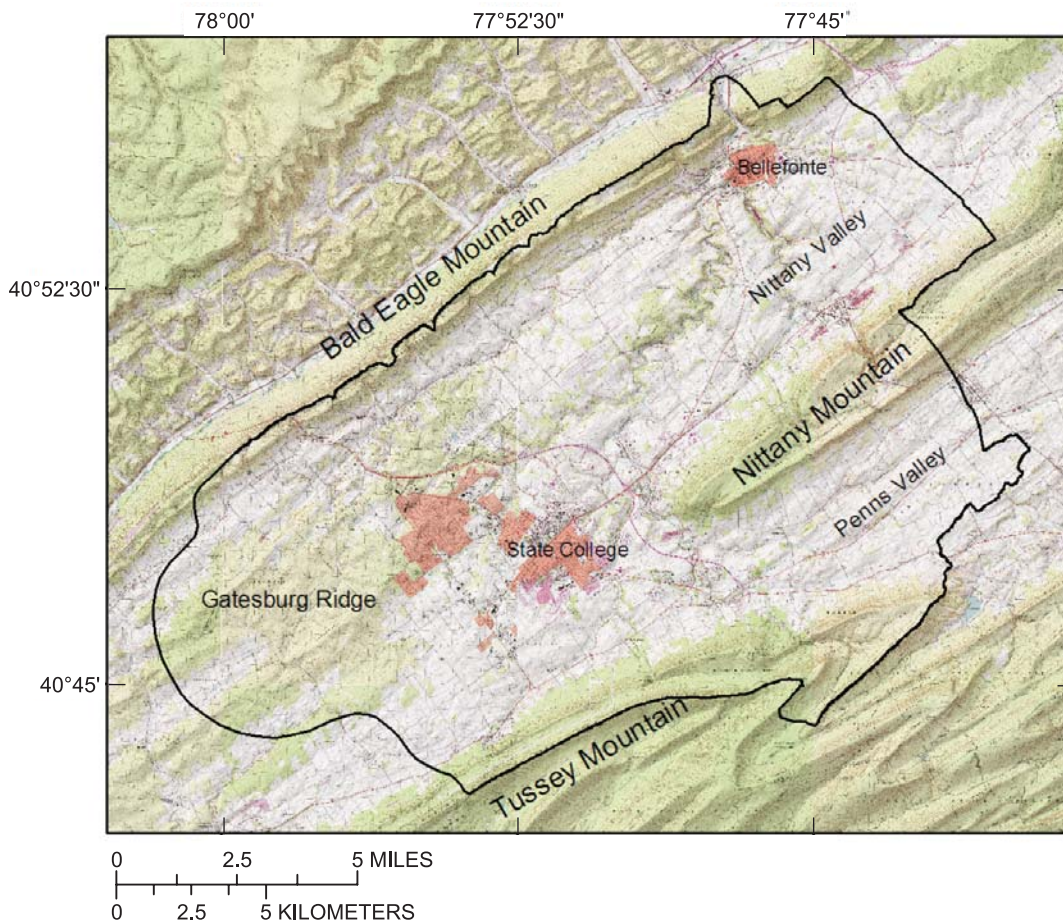 78°00'
77°52'30"
77°45'
Bellefonte
Nittany Valley
Bald Eagle Mountain
40°52'30"
Nittany Mountain
Penns Valley
State College
Gatesburg Ridge
40°45'
Tussey Mountain
0 2.5 5 MILES
0 2.5 5 KILOMETERS